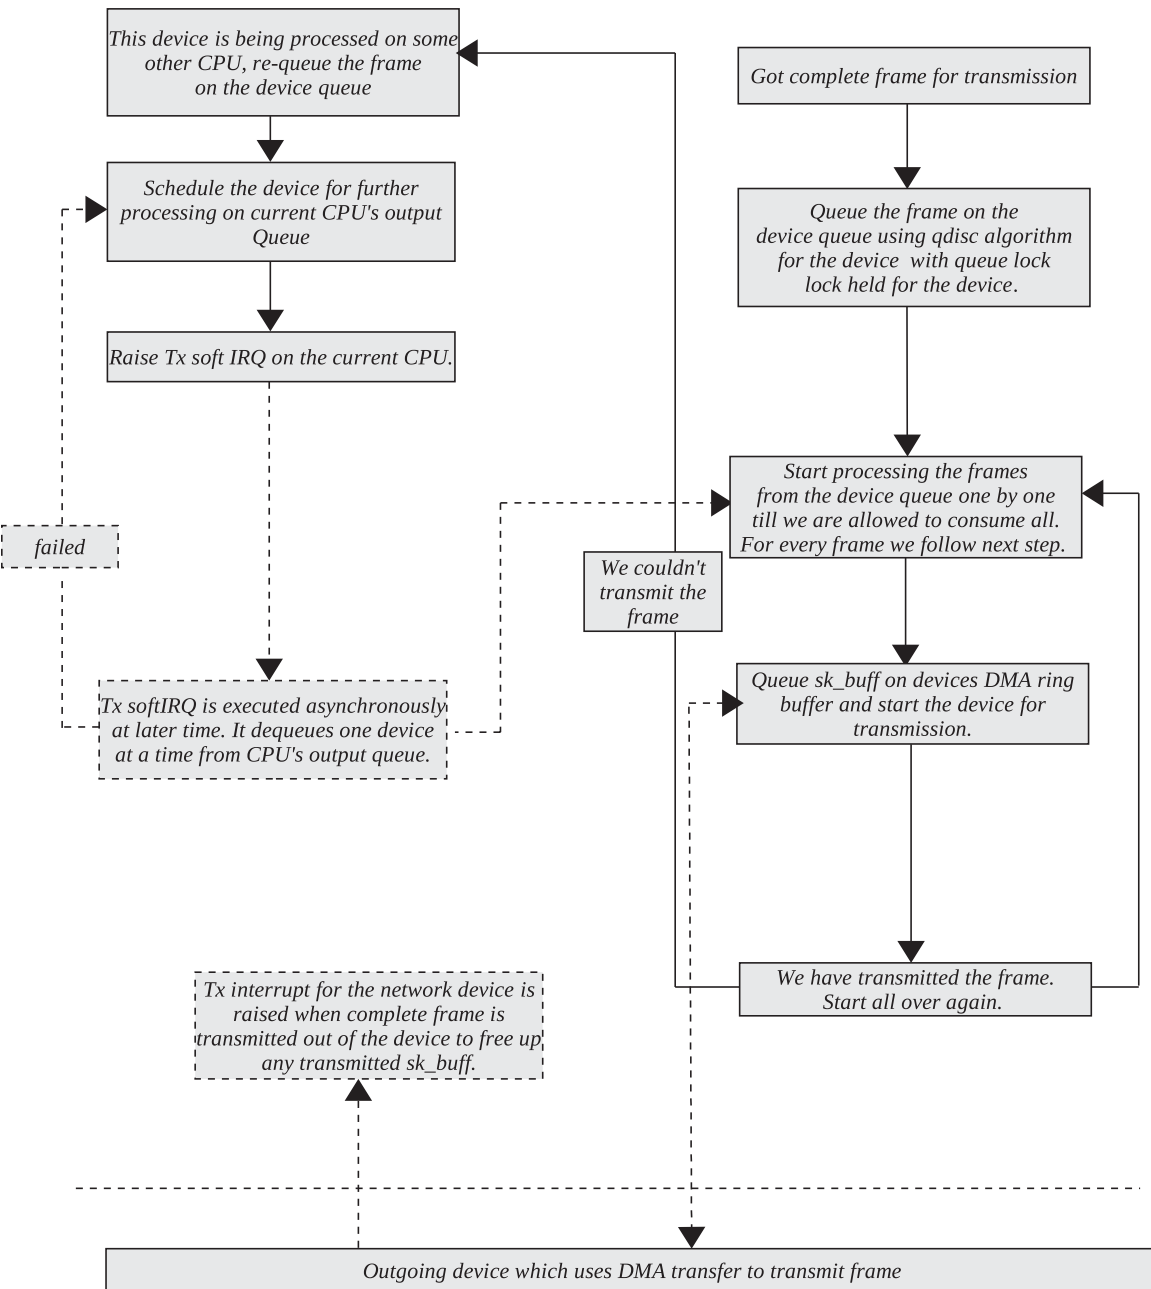 This device is being processed on some
other CPU, re-queue the frame
on the device queue
Got complete frame for transmission
Schedule the device for further
processing on current CPU's output
Queue
Queue the frame on the
device queue using qdisc algorithm
for the device with queue lock
lock held for the device.
Raise Tx soft IRQ on the current CPU.
Start processing the frames
from the device queue one by one
till we are allowed to consume all.
For every frame we follow next step.
failed
We couldn't
transmit the
frame
Tx softIRQ is executed asynchronously
at later time. It dequeues one device
at a time from CPU's output queue.
Queue sk_buff on devices DMA ring
buffer and start the device for
transmission.
We have transmitted the frame.
Start all over again.
Tx interrupt for the network device is
raised when complete frame is
transmitted out of the device to free up
any transmitted sk_buff.
Outgoing device which uses DMA transfer to transmit frame